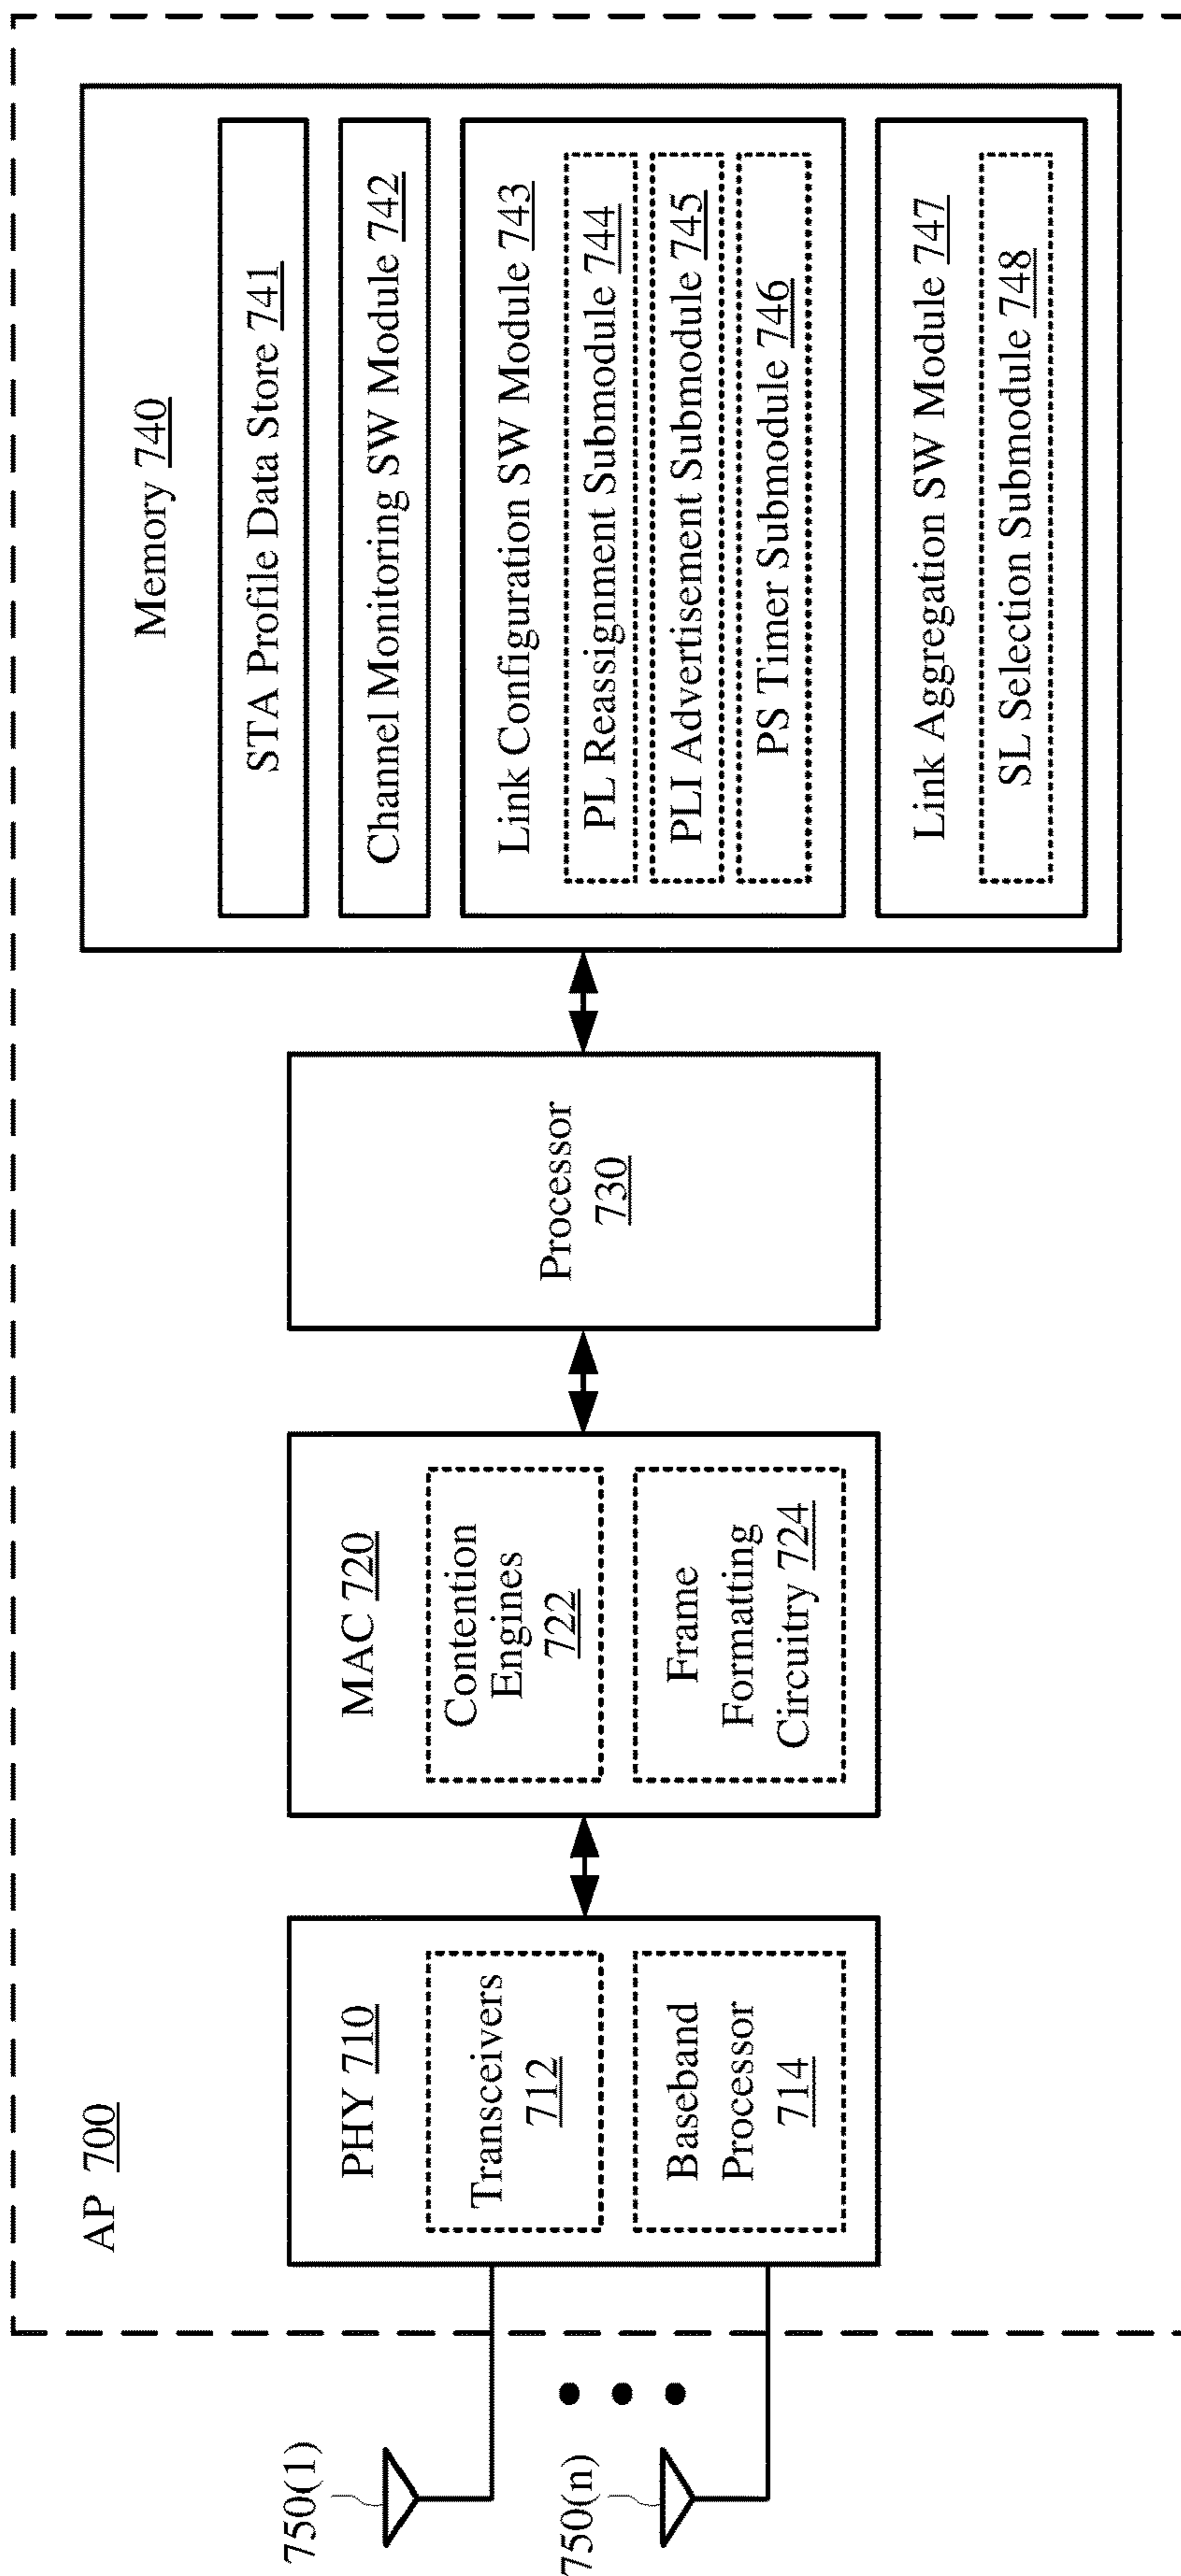 AP 700
750(1)
750(n)
PHY 710
Transceivers
712
Baseband
Processor
714
MAC 720
Contention
Engines
722
Frame
Formatting
Circuitry 724
Processor
730
Memory 740
STA Profile Data Store 741
Channel Monitoring SW Module 742
Link Configuration SW Module 743
PL Reassignment Submodule 744
PLI Advertisement Submodule 745
PS Timer Submodule 746
Link Aggregation SW Module 747
SL Selection Submodule 748